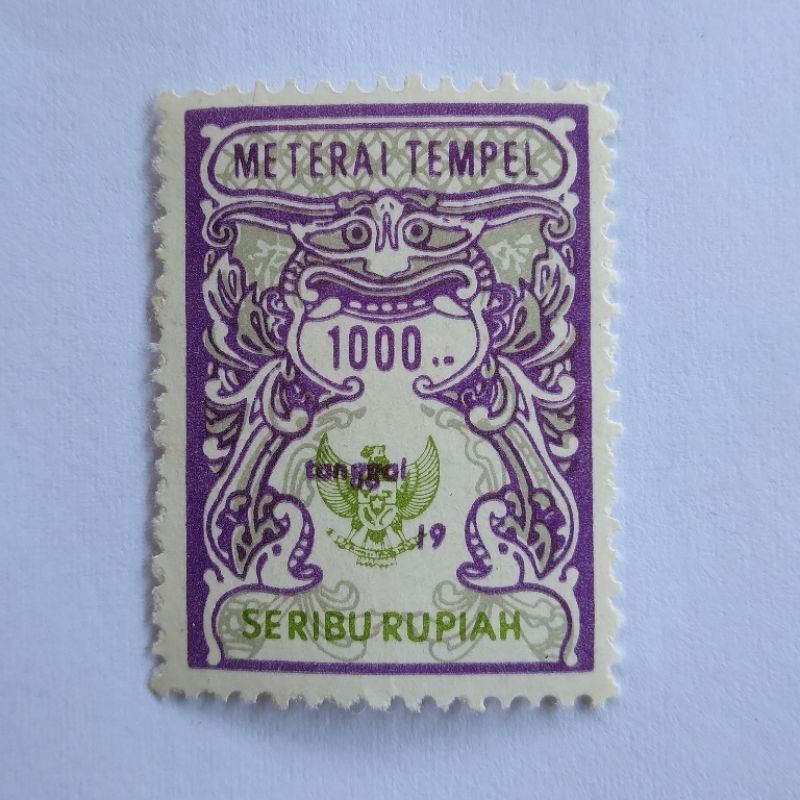 METERAI TEMPEL
1000..
tanggal
19
SERIBU RUPIAH